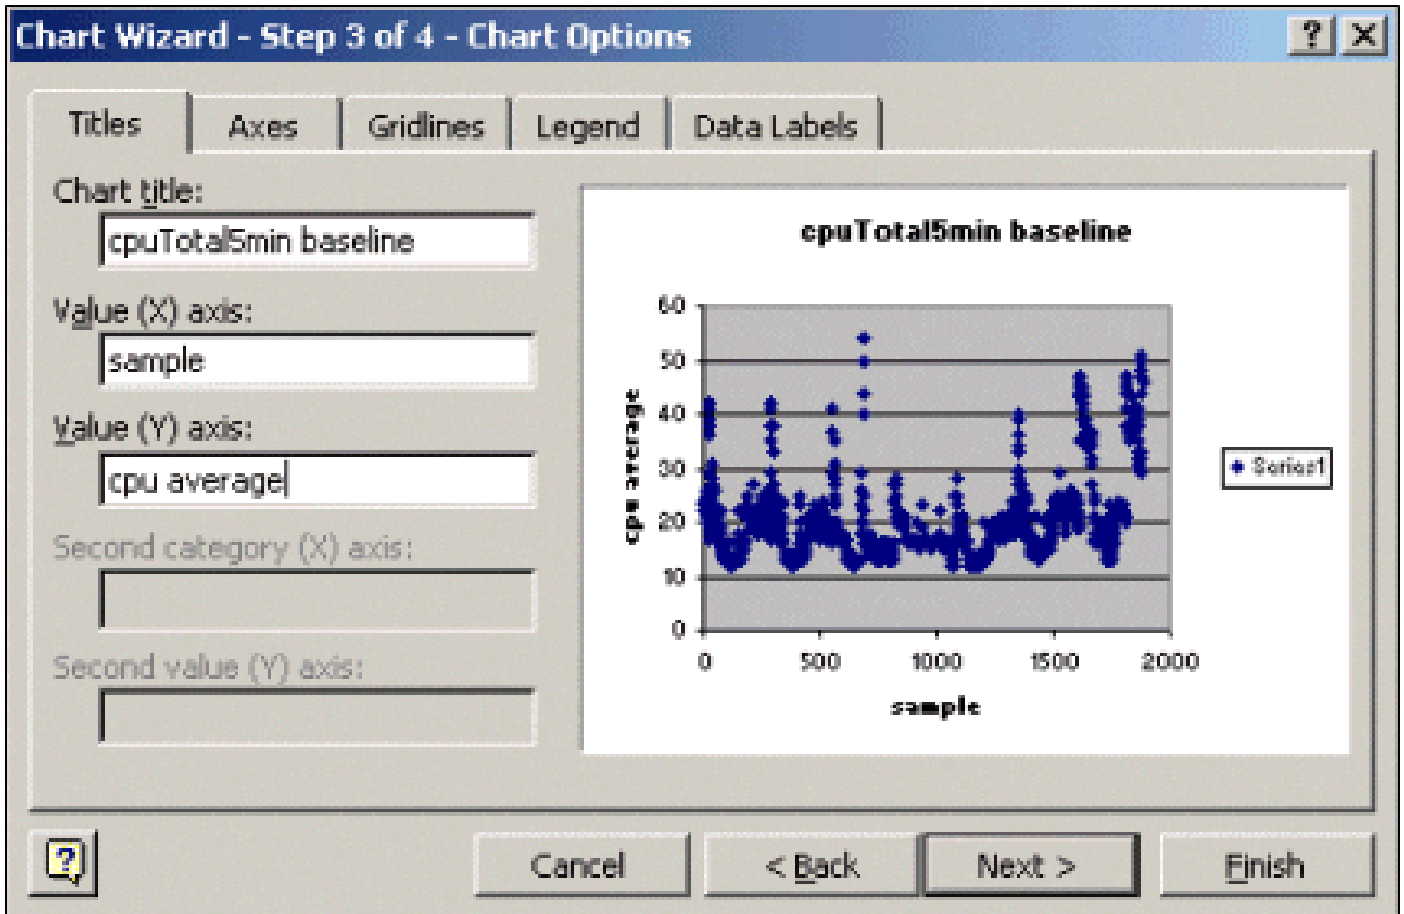 Chart Wizard - Step 3 of 4 - Chart Options
Titles
Axes
Gridlines
Legend
Data Labels
Chart title:
cpuTotal5min baseline
Value (X) axis:
sample
Value (Y) axis:
cpu average
Second category (X) axis:
Second value (Y) axis:
cpuTotal5min baseline
60
50
40
30
20
10
0
cpu average
0 500 1000 1500 2000
sample
Series1
Cancel
< Back
Next >
Finish